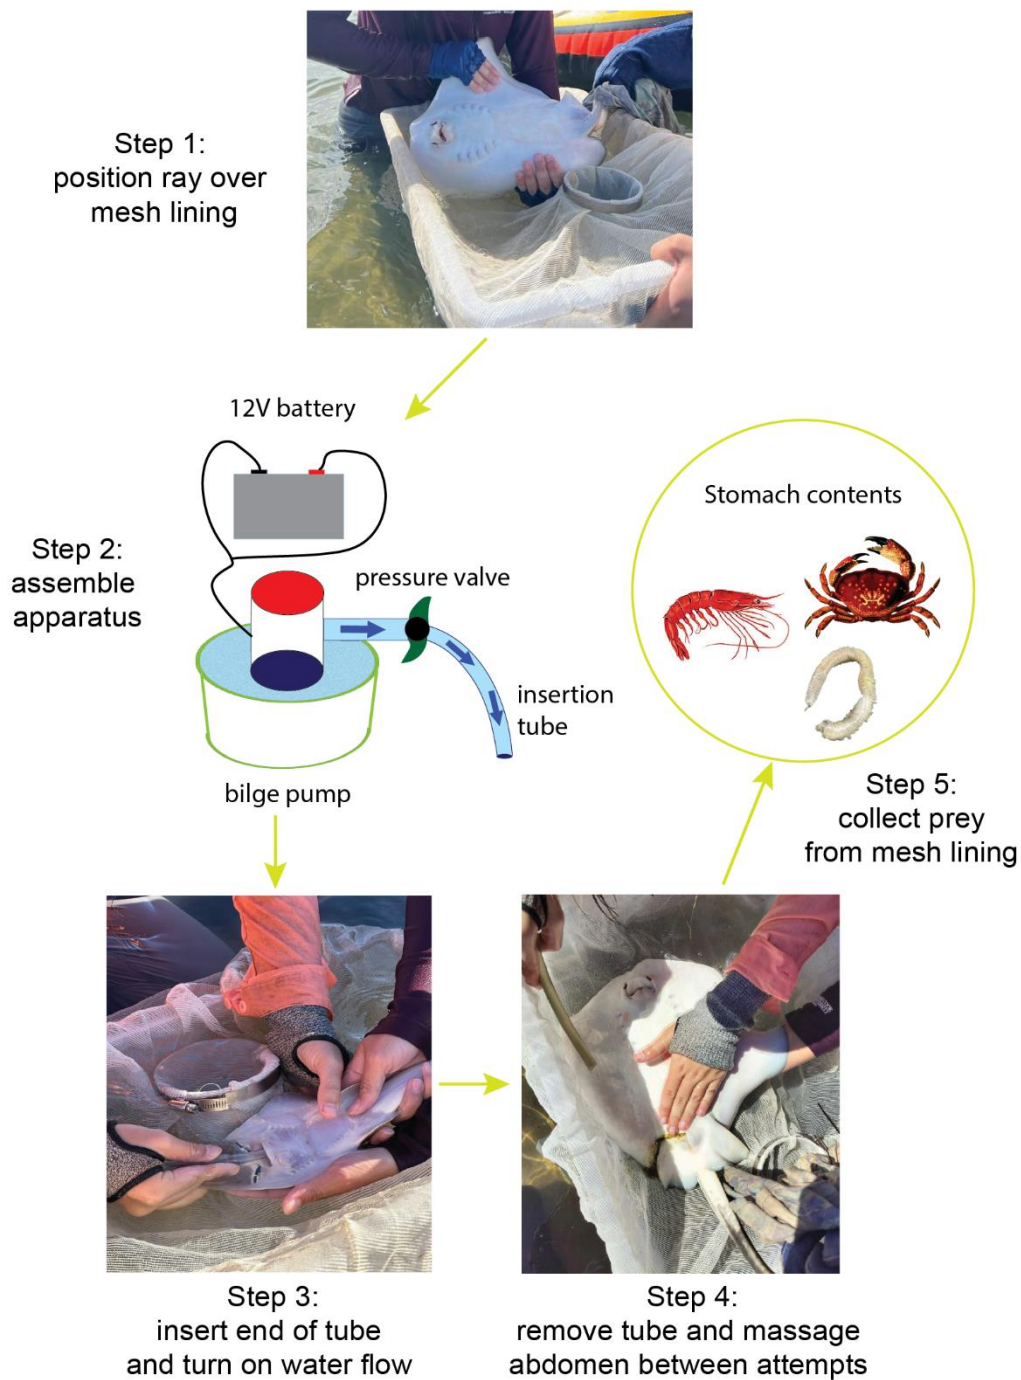 Step 1:
position ray over
mesh lining
12V battery
Step 2:
assemble
apparatus
pressure valve
insertion
tube
bilge pump
Stomach contents
Step 5:
collect prey
from mesh lining
Step 3:
insert end of tube
and turn on water flow
Step 4:
remove tube and massage
abdomen between attempts